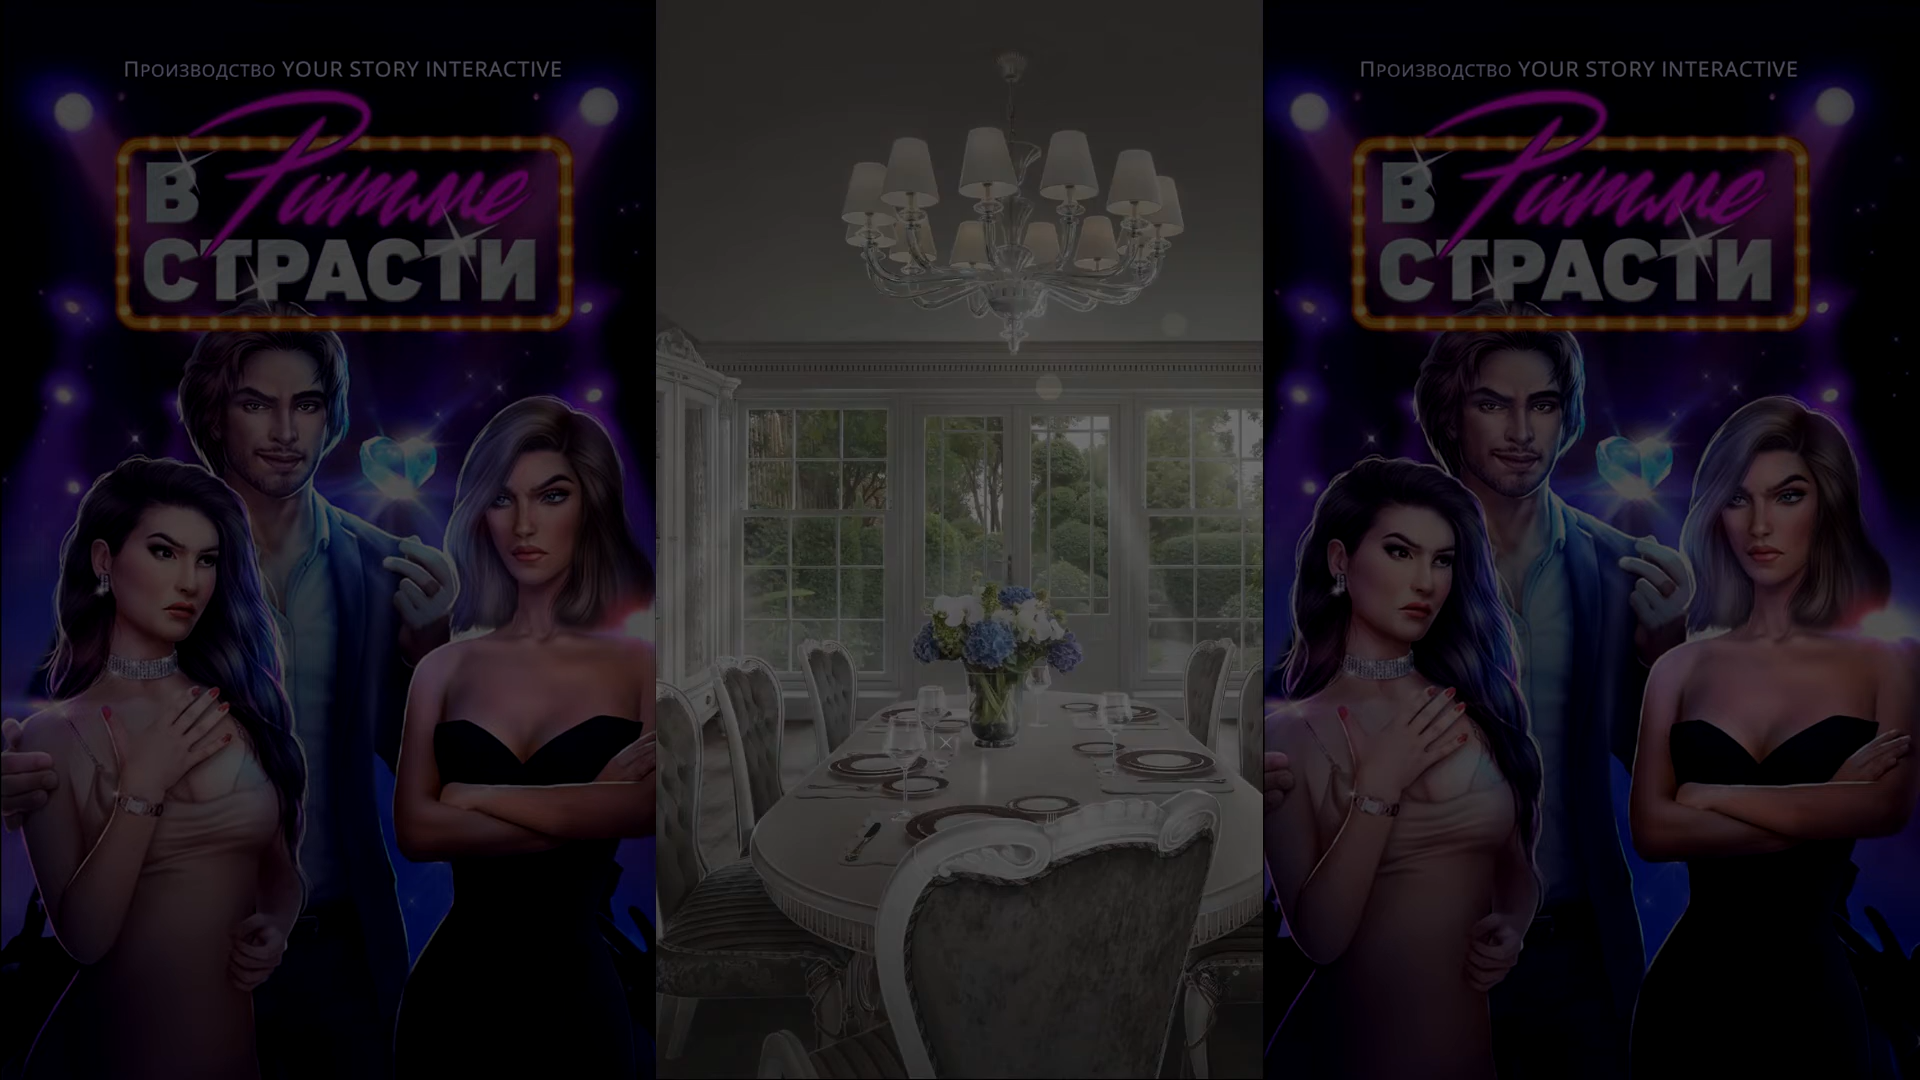 Производство YOUR STORY INTERACTIVE
В Ритме
СТРАСТИ
Производство YOUR STORY INTERACTIVE
В Ритме
СТРАСТИ